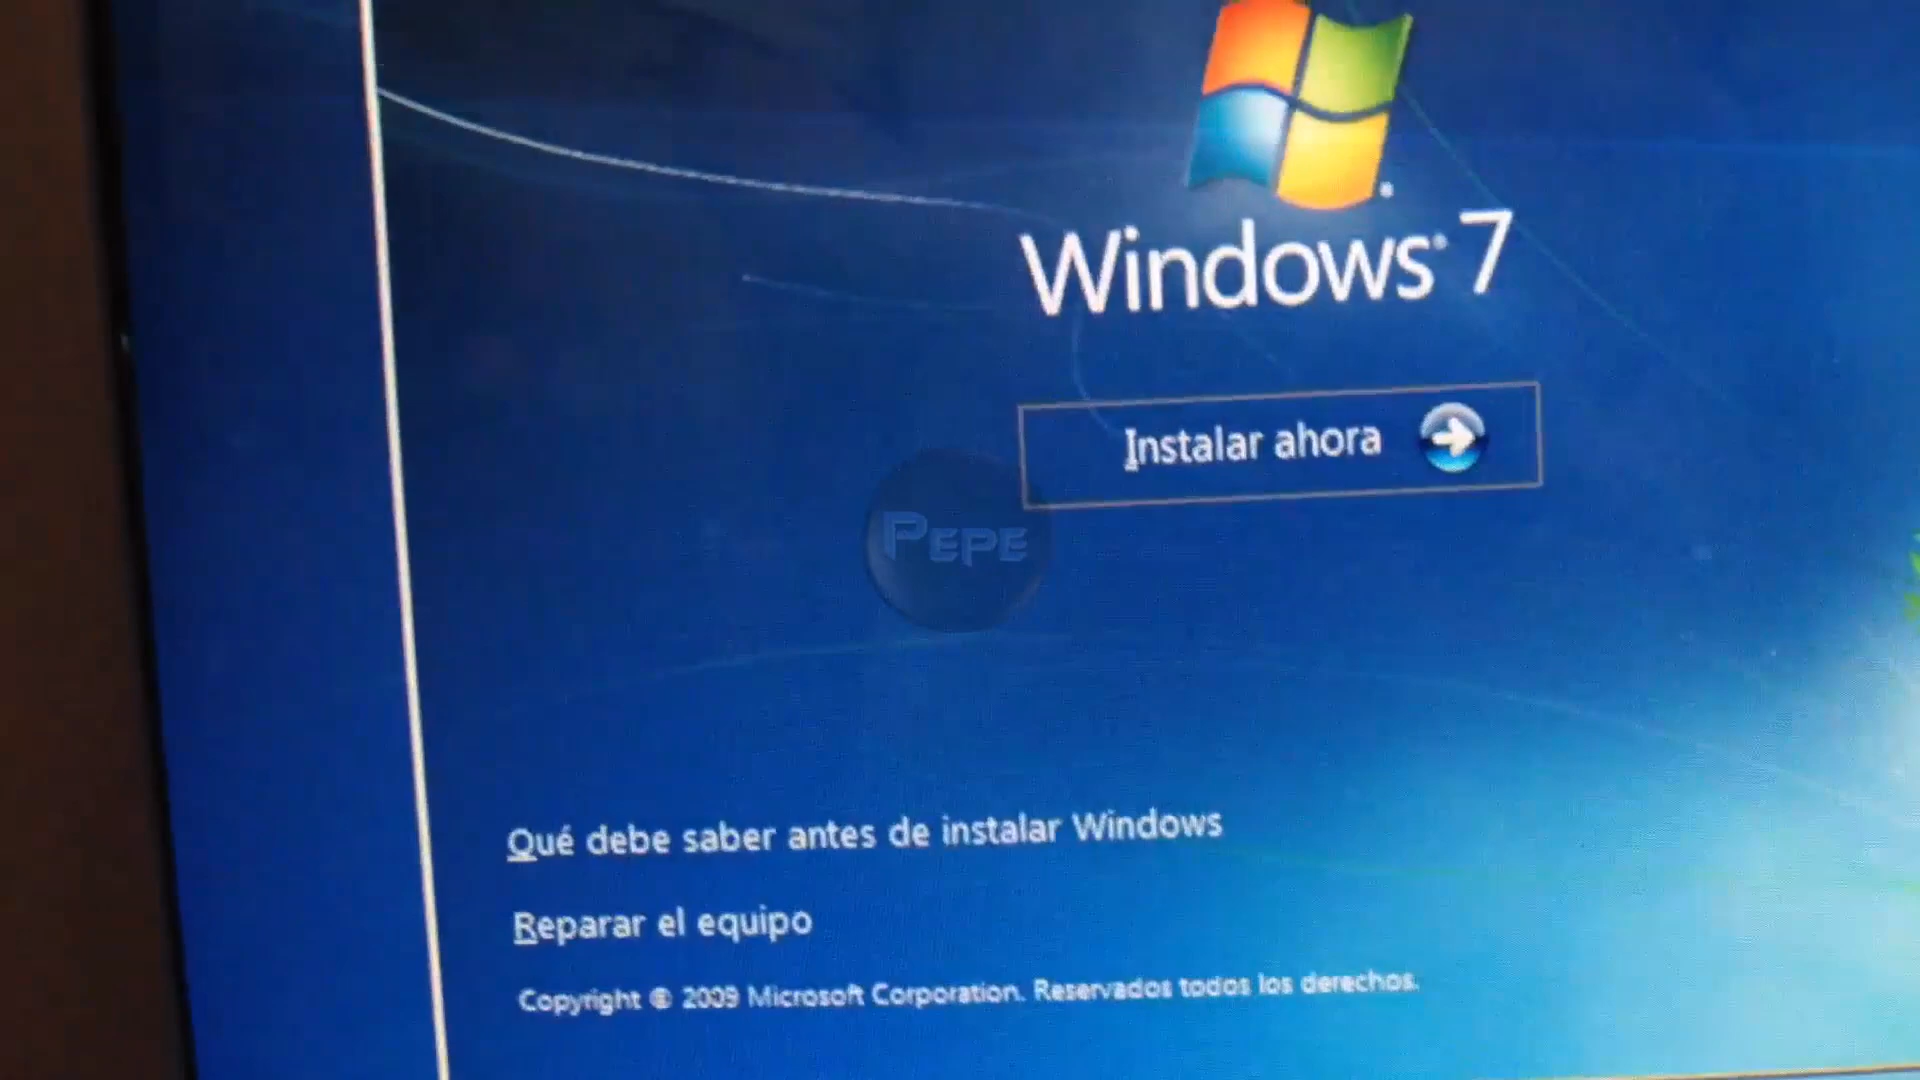 Windows® 7
Instalar ahora
PEPE
Qué debe saber antes de instalar Windows
Reparar el equipo
Copyright © 2009 Microsoft Corporation. Reservados todos los derechos.